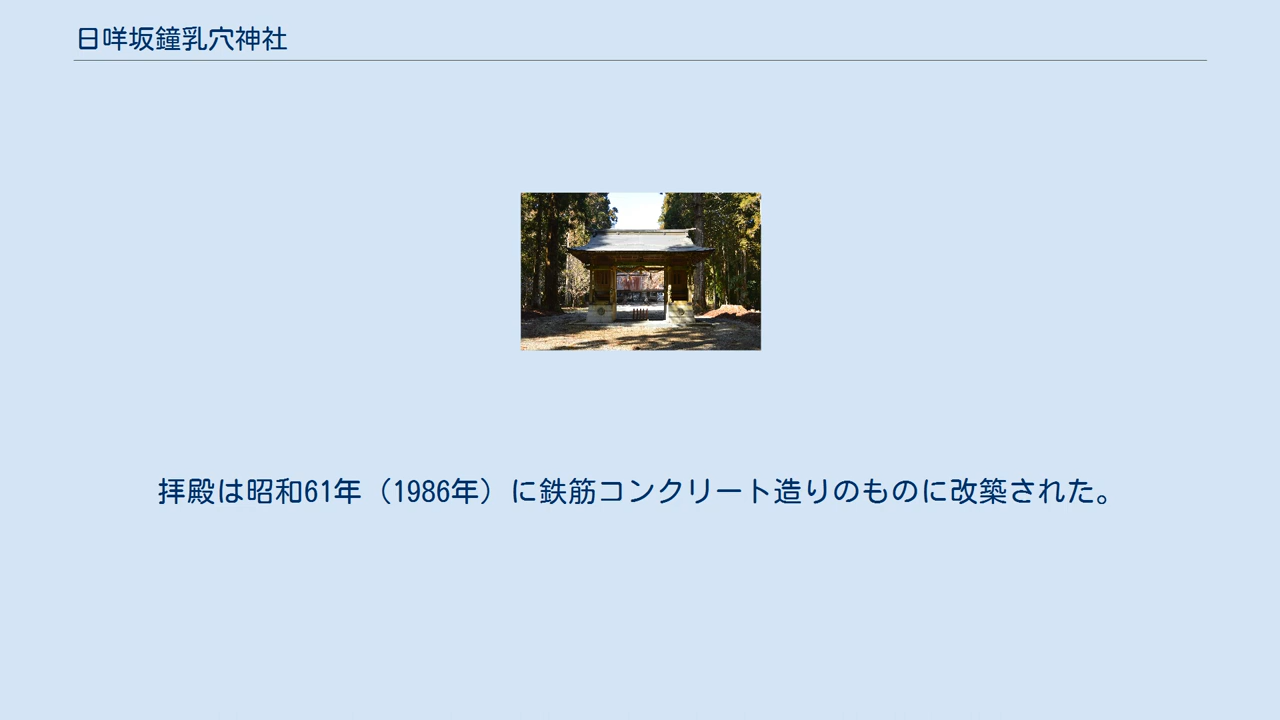 日咩坂鐘乳穴神社
拝殿は昭和61年（1986年）に鉄筋コンクリート造りのものに改築された。